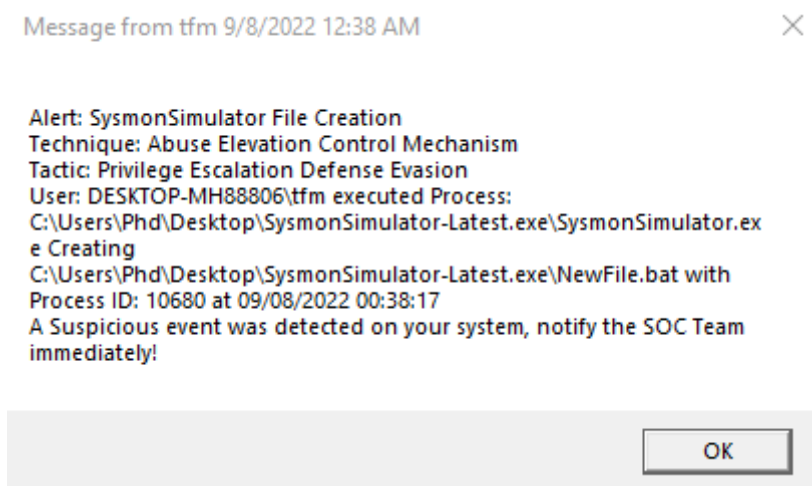 Message from tfm 9/8/2022 12:38 AM
Alert: SysmonSimulator File Creation
Technique: Abuse Elevation Control Mechanism
Tactic: Privilege Escalation Defense Evasion
User: DESKTOP-MH88806\tfm executed Process:
C:\Users\Phd\Desktop\SysmonSimulator-Latest.exe\SysmonSimulator.ex
e Creating
C:\Users\Phd\Desktop\SysmonSimulator-Latest.exe\NewFile.bat with
Process ID: 10680 at 09/08/2022 00:38:17
A Suspicious event was detected on your system, notify the SOC Team
immediately!
OK